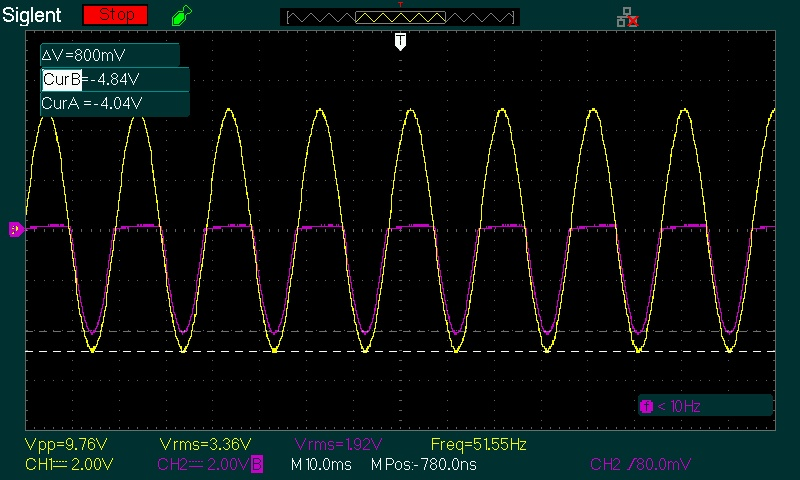 Siglent Stop T
T
ΔV=800mV
CurB=-4.84V
CurA =-4.04V
f < 10Hz
Vpp=9.76V Vrms=3.36V Vrms=1.92V Freq=51.55Hz
CH1⎓ 2.00V CH2⎓ 2.00V B M 10.0ms M Pos:-780.0ns CH2 /80.0mV